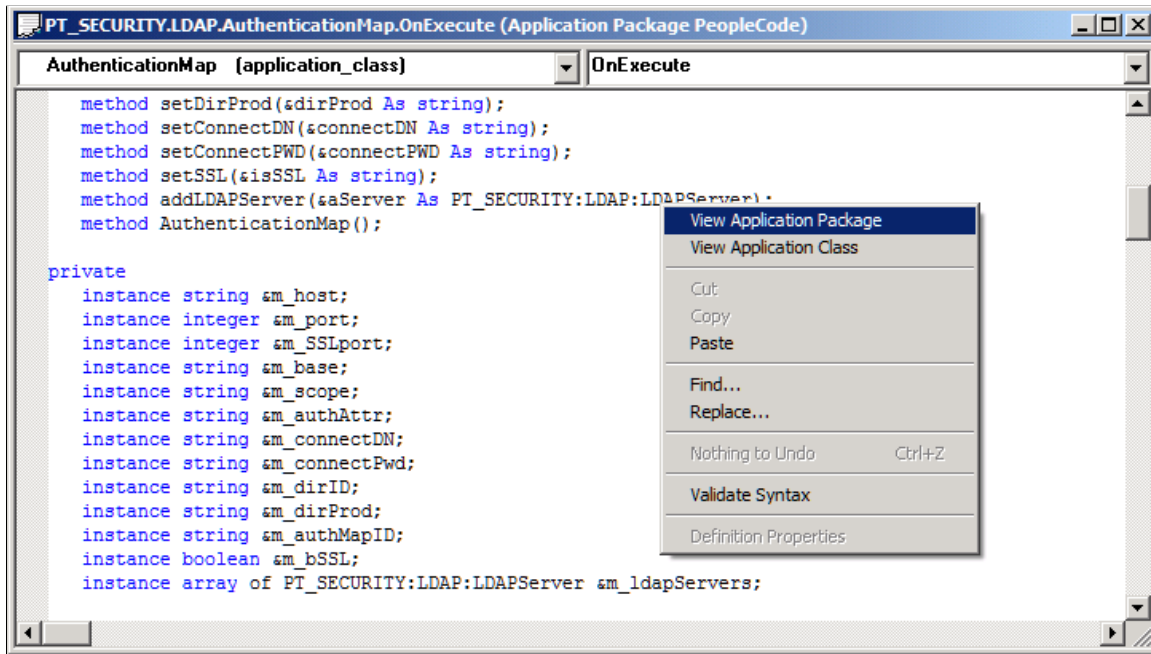 PT_SECURITY.LDAP.AuthenticationMap.OnExecute (Application Package PeopleCode)
AuthenticationMap (application_class) OnExecute
method setDirProd(&dirProd As string);
method setConnectDN(&connectDN As string);
method setConnectPWD(&connectPWD As string);
method setSSL(&isSSL As string);
method addLDAPServer(&aServer As PT_SECURITY:LDAP:LDAPServer);
method AuthenticationMap();
private
instance string &m_host;
instance integer &m_port;
instance integer &m_SSLport;
instance string &m_base;
instance string &m_scope;
instance string &m_authAttr;
instance string &m_connectDN;
instance string &m_connectPwd;
instance string &m_dirID;
instance string &m_dirProd;
instance string &m_authMapID;
instance boolean &m_bSSL;
instance array of PT_SECURITY:LDAP:LDAPServer &m_ldapServers;
View Application Package
View Application Class
Cut
Copy
Paste
Find...
Replace...
Nothing to Undo Ctrl+Z
Validate Syntax
Definition Properties